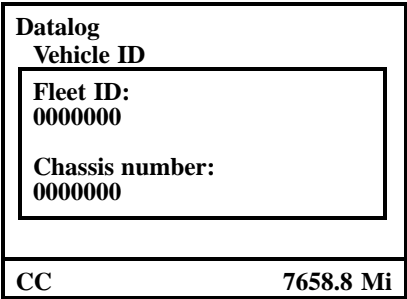 Datalog
Vehicle ID
Fleet ID:
0000000
Chassis number:
0000000
CC 7658.8 Mi